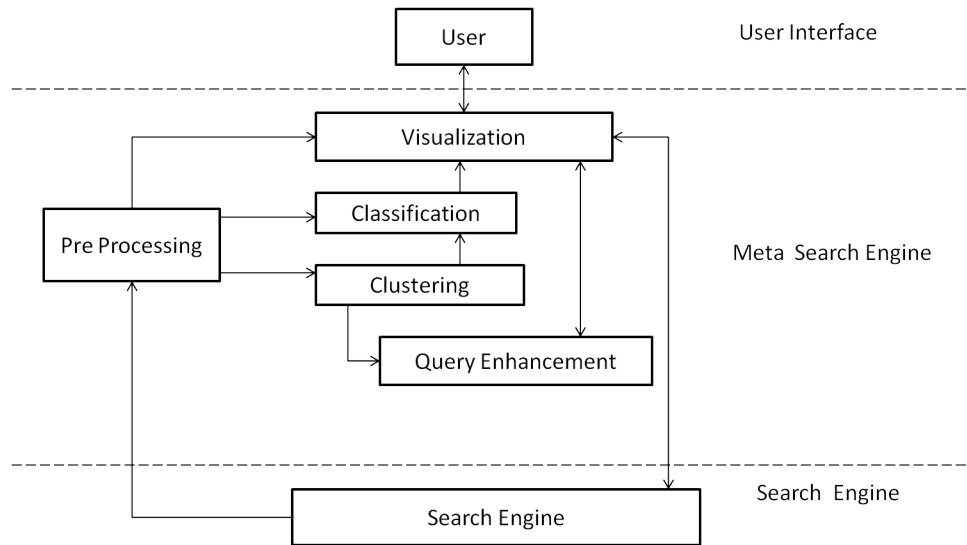 User
User Interface
Visualization
Classification
Pre Processing
Meta Search Engine
Clustering
Query Enhancement
Search Engine
Search Engine